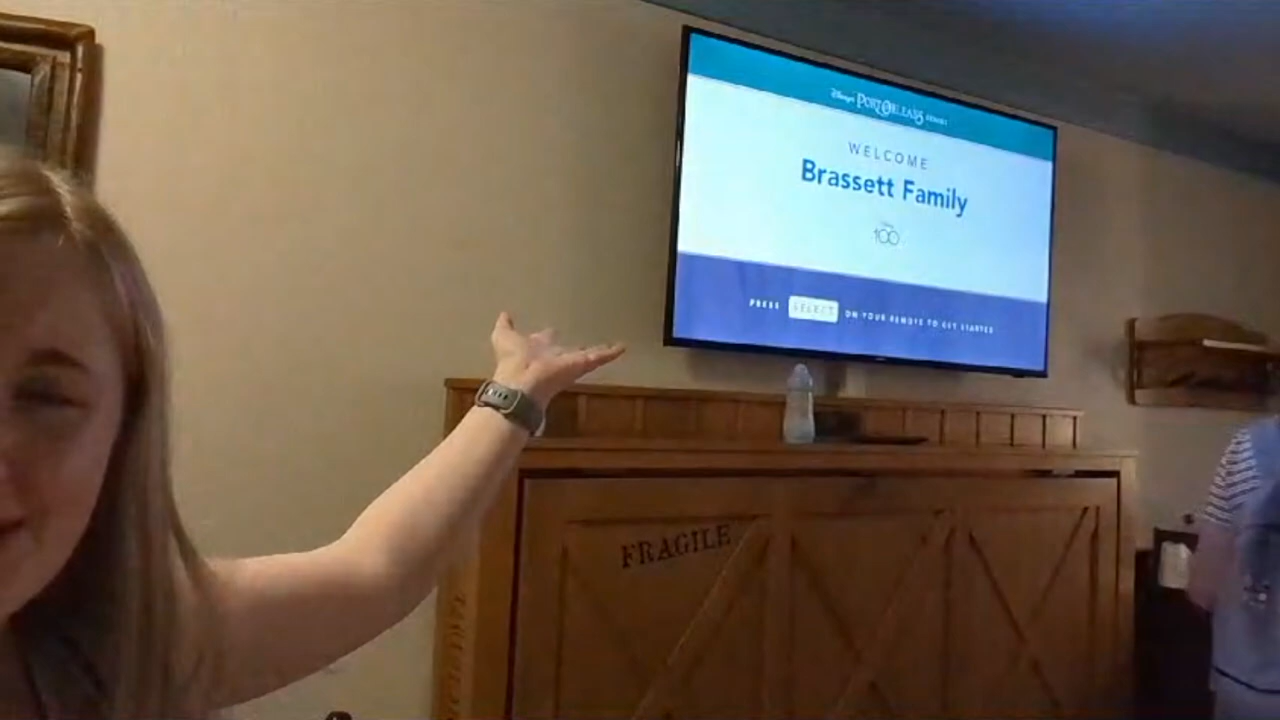 Disney's PORT ORLEANS RESORT
WELCOME
Brassett Family
100
PRESS SELECT ON YOUR REMOTE TO GET STARTED
FRAGILE